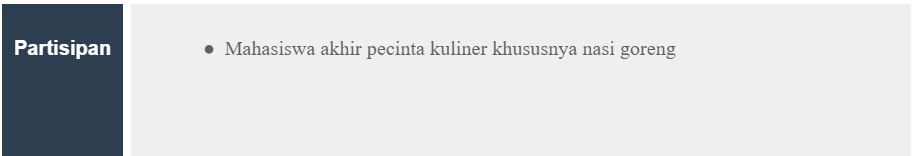 Partisipan
● Mahasiswa akhir pecinta kuliner khususnya nasi goreng